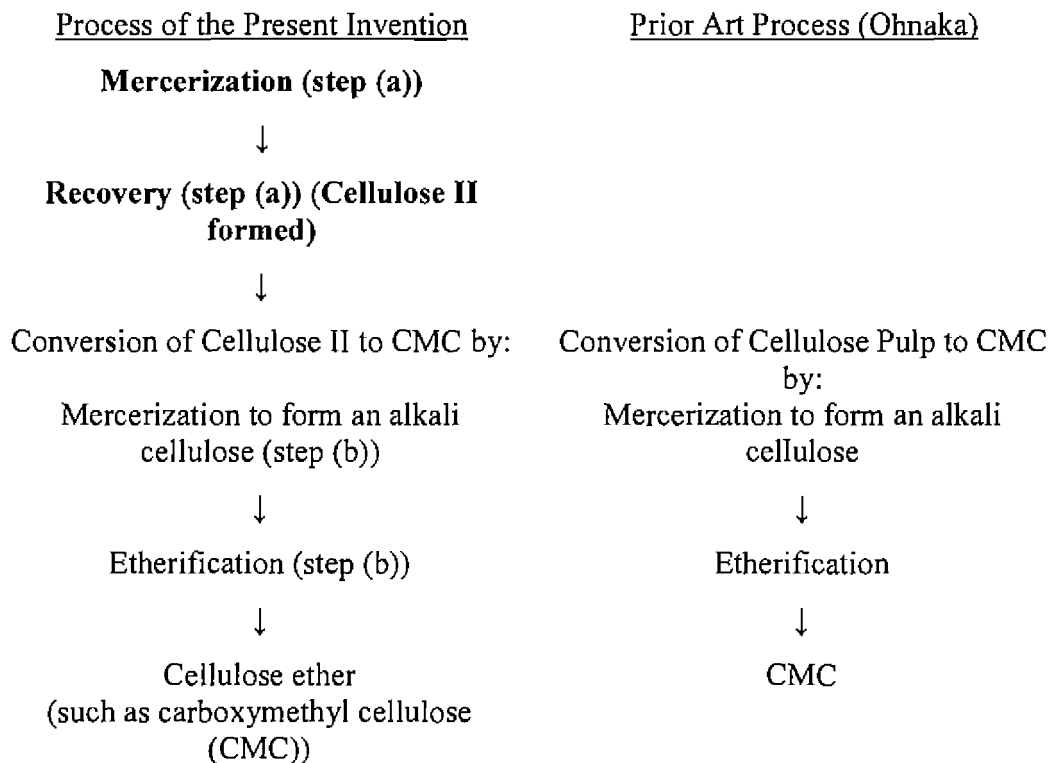 Process of the Present Invention
Prior Art Process (Ohnaka)
Mercerization (step (a))
↓
Recovery (step (a)) (Cellulose II
formed)
↓
Conversion of Cellulose II to CMC by:
Conversion of Cellulose Pulp to CMC
by:
Mercerization to form an alkali
cellulose (step (b))
Mercerization to form an alkali
cellulose
↓
↓
Etherification (step (b))
Etherification
↓
↓
Cellulose ether
(such as carboxymethyl cellulose
(CMC))
CMC